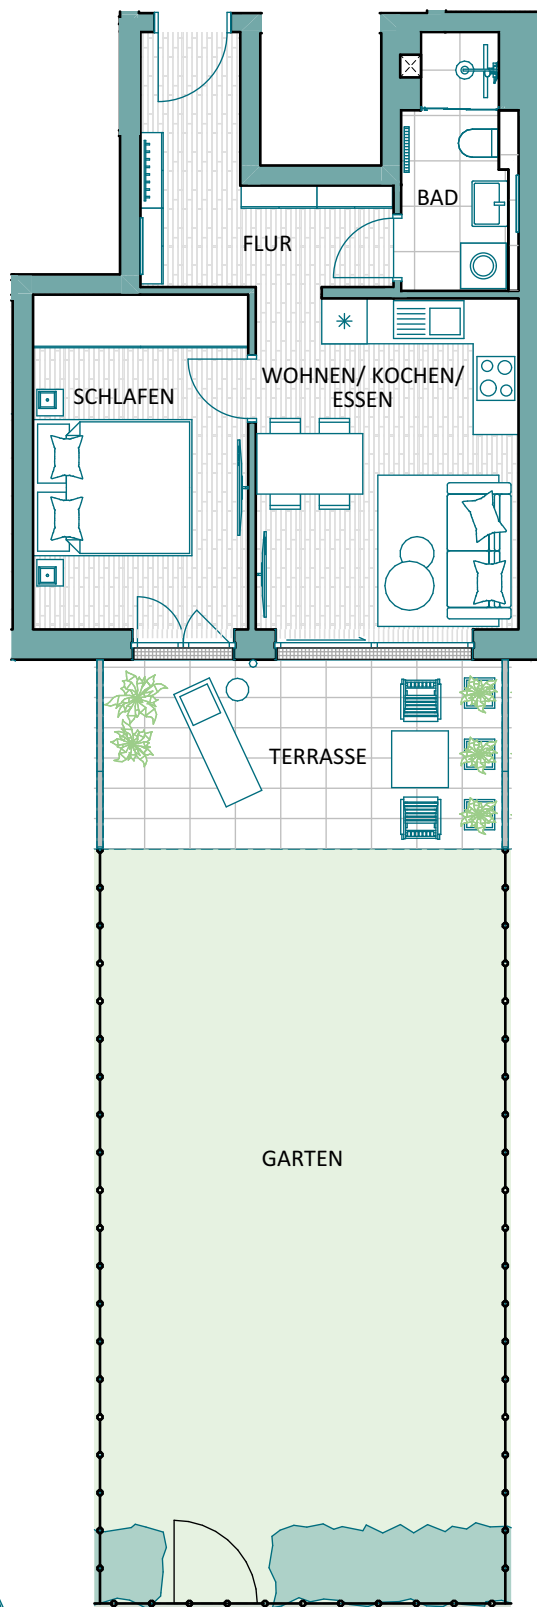 BAD
FLUR
SCHLAFEN
WOHNEN/ KOCHEN/
ESSEN
TERRASSE
GARTEN